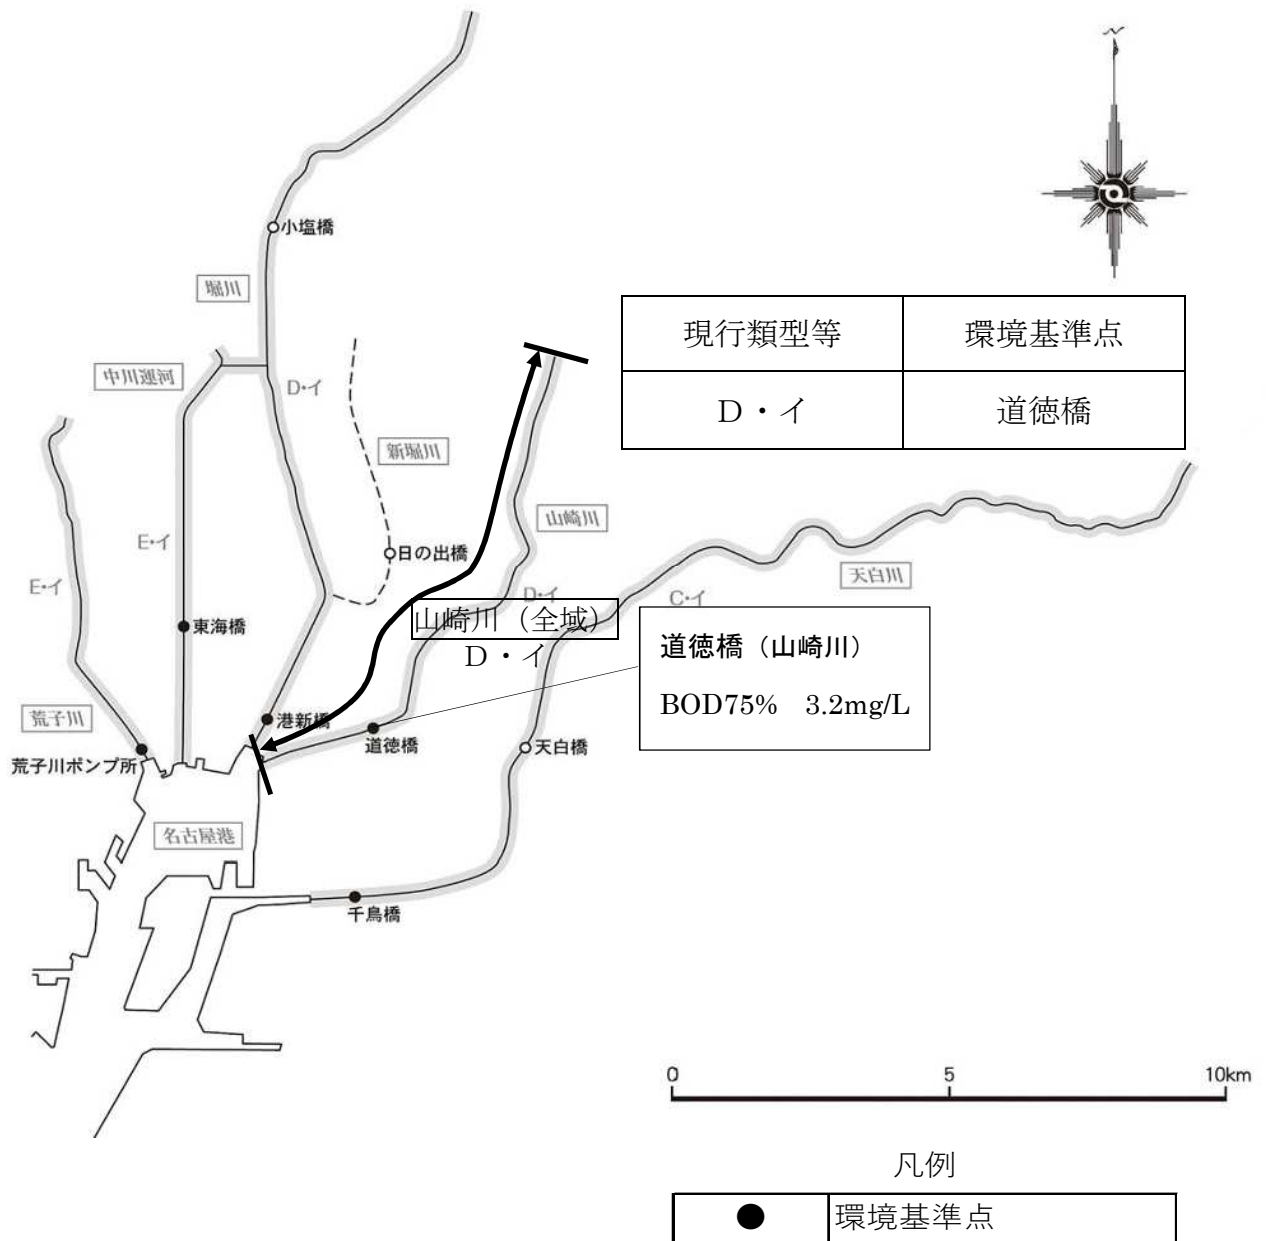 N
小塩橋
堀川
現行類型等 環境基準点
D・イ 道徳橋
中川運河
D・イ
新堀川
山崎川
E・イ
日の出橋
天白川
E・イ
D・イ
C・イ
山崎川（全域）
D・イ
東海橋
道徳橋（山崎川）
BOD75% 3.2mg/L
荒子川
港新橋
道徳橋
天白橋
荒子川ポンプ所
名古屋港
千鳥橋
0 5 10km
凡例
● 環境基準点